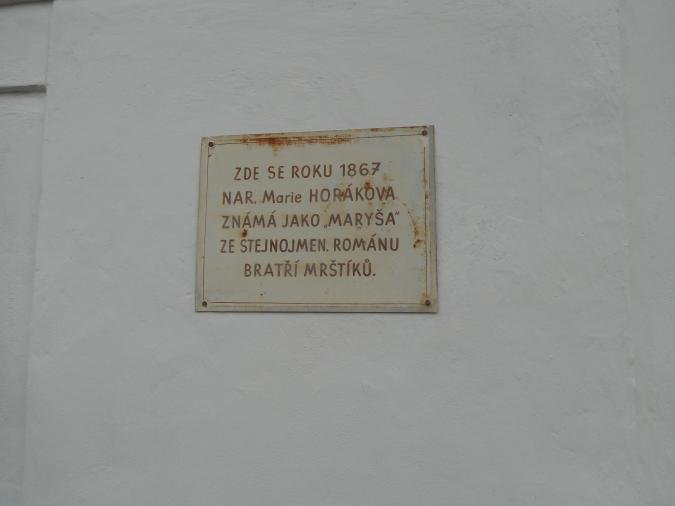 ZDE SE ROKU 1867
NAR. Marie HORÁKOVA
ZNÁMÁ JAKO „MARYŠA"
ZE STEJNOJMEN. ROMÁNU
BRATŘÍ MRŠTÍKŮ.